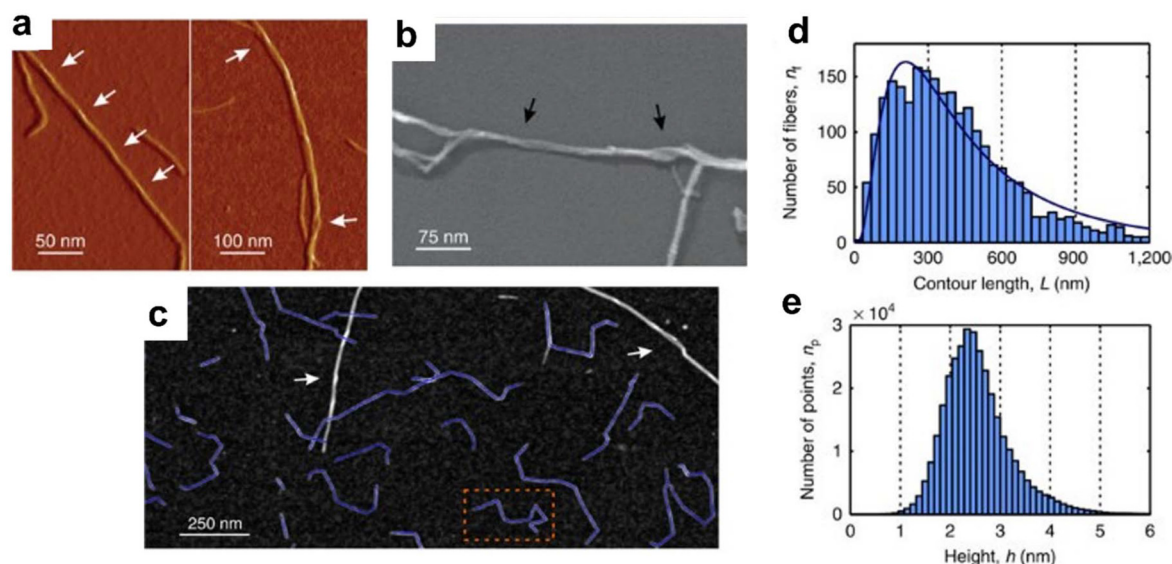 a
50 nm
100 nm
b
75 nm
c
250 nm
d
Number of fibers, nf
150
100
50
0
0 300 600 900 1,200
Contour length, L (nm)
e
× 10⁴
Number of points, np
3
2
1
0
0 1 2 3 4 5 6
Height, h (nm)